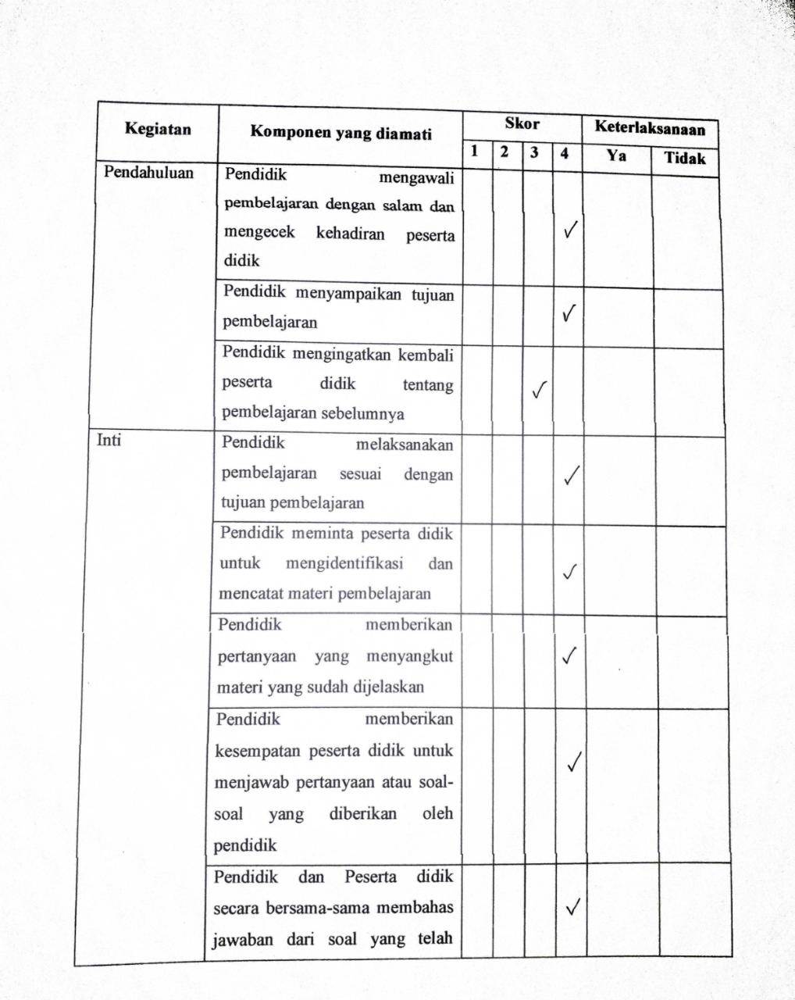 Kegiatan Komponen yang diamati Skor Keterlaksanaan
1 2 3 4 Ya Tidak
Pendahuluan Pendidik mengawali
pembelajaran dengan salam dan
mengecek kehadiran peserta ✓
didik
Pendidik menyampaikan tujuan
pembelajaran ✓
Pendidik mengingatkan kembali
peserta didik tentang ✓
pembelajaran sebelumnya
Inti Pendidik melaksanakan
pembelajaran sesuai dengan ✓
tujuan pembelajaran
Pendidik meminta peserta didik
untuk mengidentifikasi dan ✓
mencatat materi pembelajaran
Pendidik memberikan
pertanyaan yang menyangkut ✓
materi yang sudah dijelaskan
Pendidik memberikan
kesempatan peserta didik untuk ✓
menjawab pertanyaan atau soal-
soal yang diberikan oleh
pendidik
Pendidik dan Peserta didik
secara bersama-sama membahas ✓
jawaban dari soal yang telah